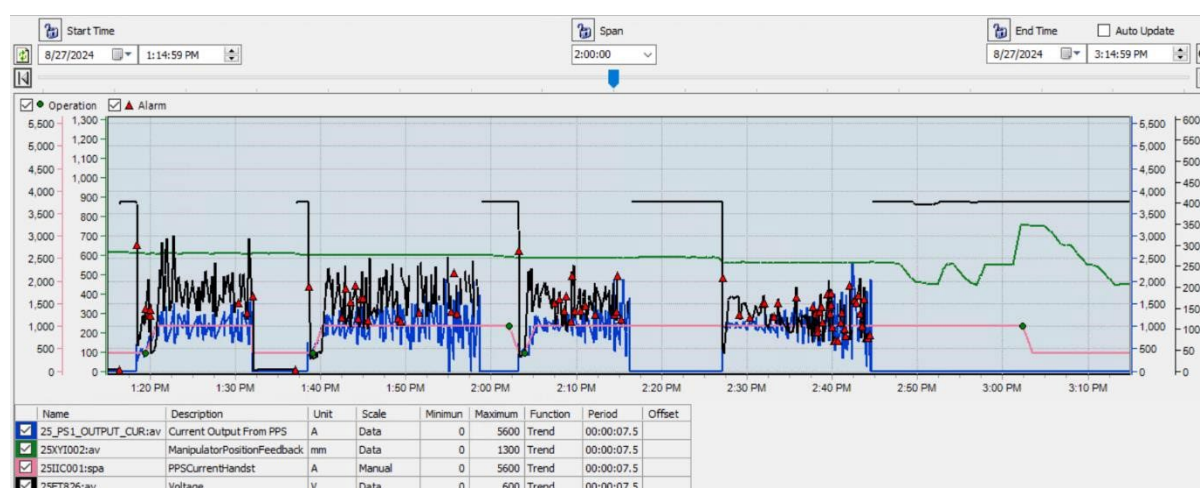 Start Time Span End Time Auto Update
8/27/2024 1:14:59 PM 2:00:00 8/27/2024 3:14:59 PM
Operation Alarm
5,500 1,300 5,500 600
5,000 1,200 5,000 550
4,500 1,100 4,500 500
4,000 1,000 4,000 450
3,500 900 3,500 400
3,000 800 3,000 350
2,500 700 2,500 300
2,000 600 2,000 250
1,500 500 1,500 200
1,000 400 1,000 150
500 300 500 100
0 200 0 50
100 0
0
1:20 PM 1:30 PM 1:40 PM 1:50 PM 2:00 PM 2:10 PM 2:20 PM 2:30 PM 2:40 PM 2:50 PM 3:00 PM 3:10 PM
Name Description Unit Scale Minimun Maximum Function Period Offset
25_PS1_OUTPUT_CUR:av Current Output From PPS A Data 0 5600 Trend 00:00:07.5
25XYI002:av ManipulatorPositionFeedback mm Data 0 1300 Trend 00:00:07.5
25IIC001:spa PPSCurrentHandst A Manual 0 5600 Trend 00:00:07.5
25ET826:av Voltage V Data 0 600 Trend 00:00:07.5